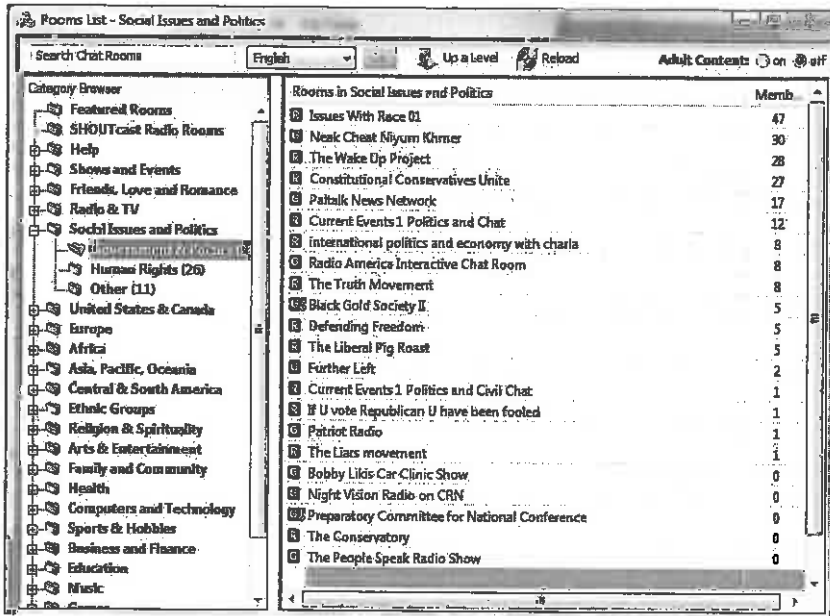 Rooms List - Social Issues and Politics
Search Chat Rooms
English
Up a Level
Reload
Adult Content: on off
Category Browser
Featured Rooms
SHOUTcast Radio Rooms
Help
Shows and Events
Friends, Love and Romance
Radio & TV
Social Issues and Politics
Human Rights (26)
Other (11)
United States & Canada
Europe
Africa
Asia, Pacific, Oceania
Central & South America
Ethnic Groups
Religion & Spirituality
Arts & Entertainment
Family and Community
Health
Computers and Technology
Sports & Hobbies
Business and Finance
Education
Music
Rooms in Social Issues and Politics Memb...
R Issues With Race 01 47
G Neak Cheat Niyum Khmer 30
R The Wake Up Project 28
R Constitutional Conservatives Unite 27
G Paltalk News Network 17
R Current Events 1 Politics and Chat 12
R international politics and economy with charla 8
G Radio America Interactive Chat Room 8
R The Truth Movement 8
Black Gold Society II 5
R Defending Freedom 5
R The Liberal Pig Roast 5
G Further Left 2
R Current Events 1 Politics and Civil Chat 1
R If U vote Republican U have been fooled 1
G Patriot Radio 1
R The Liars movement 1
G Bobby Likis Car Clinic Show 0
G Night Vision Radio on CRN 0
Preparatory Committee for National Conference 0
R The Conservatory 0
G The People Speak Radio Show 0